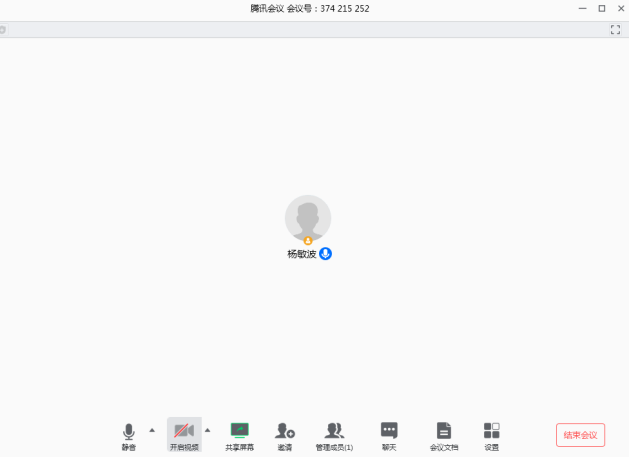 腾讯会议 会议号：374 215 252
杨敏波
静音 开启视频 共享屏幕 邀请 管理成员(1) 聊天 会议文档 设置 结束会议